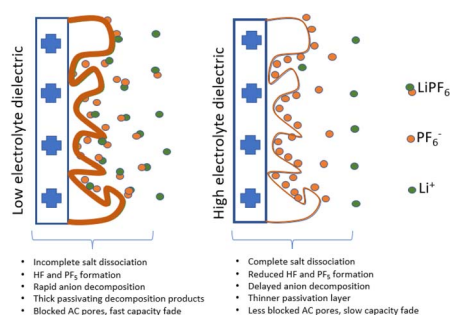 Low electrolyte dielectric
High electrolyte dielectric
LiPF6
PF6-
Li+
• Incomplete salt dissociation
• HF and PF5 formation
• Rapid anion decomposition
• Thick passivating decomposition products
• Blocked AC pores, fast capacity fade
• Complete salt dissociation
• Reduced HF and PF5 formation
• Delayed anion decomposition
• Thinner passivation layer
• Less blocked AC pores, slow capacity fade